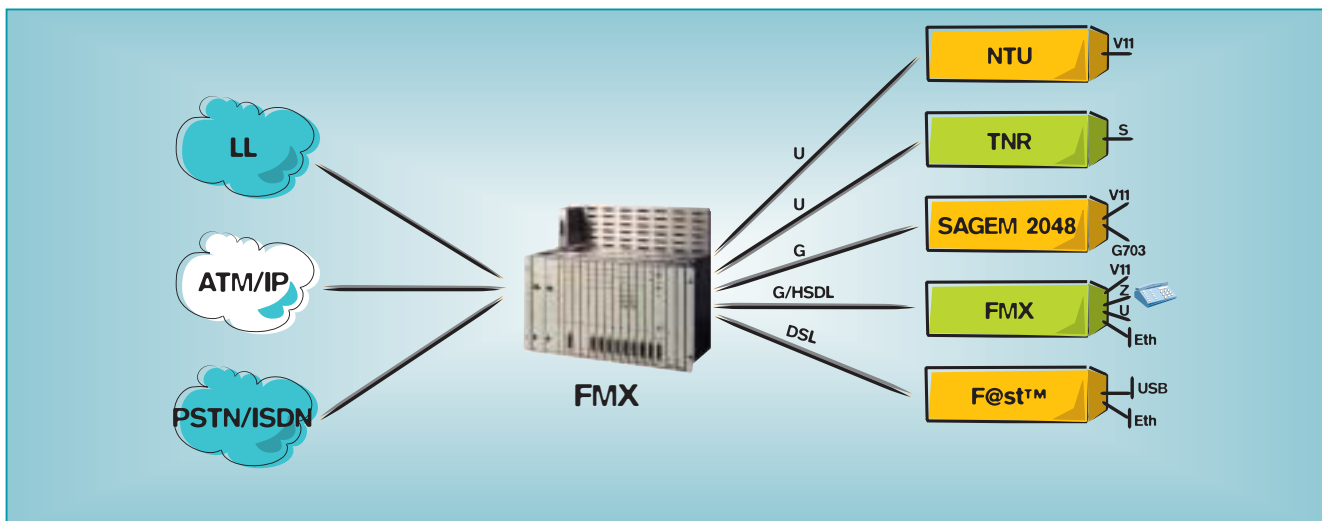 LL
ATM/IP
PSTN/ISDN
FMX
U
U
G
G/HSDL
DSL
NTU
V11
TNR
S
SAGEM 2048
V11
G703
FMX
V11
Z
U
Eth
F@st™
USB
Eth